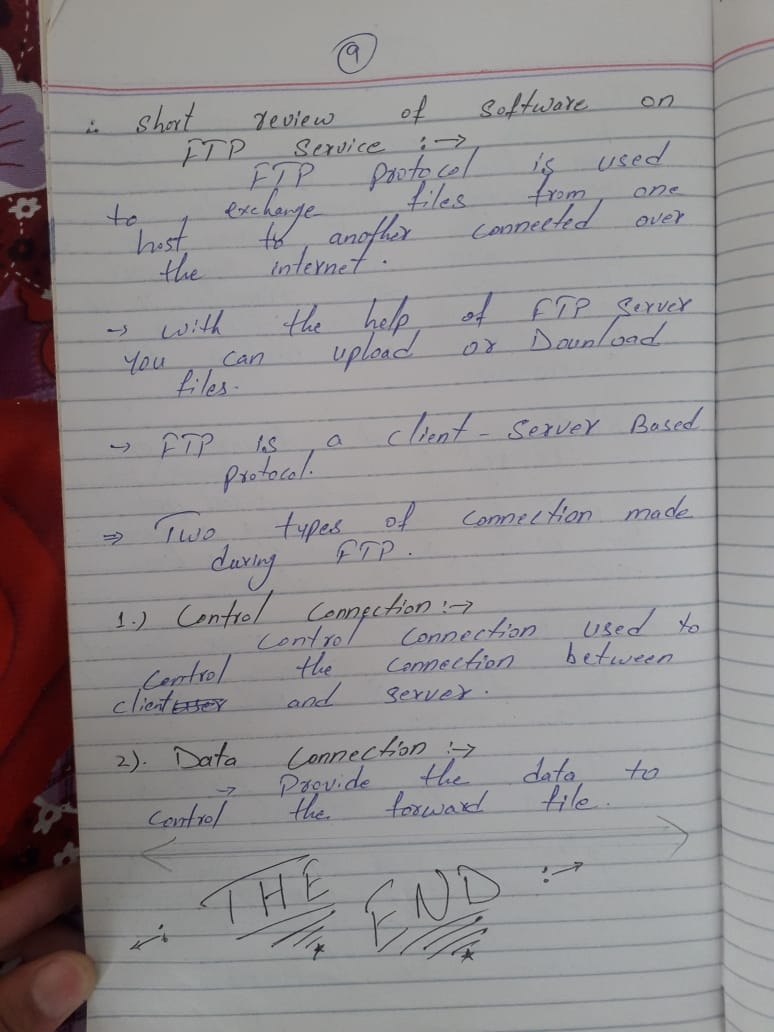 9
∴ Short review of Software on
FTP Service :→
FTP Protocol is used
to exchange files from one
host to another connected over
the internet.
→ with the help of FTP Server
You can upload or Download
files.
→ FTP is a client-Server Based
Protocol.
⇒ Two types of Connection made
during FTP.
1.) Control Connection :→
Control Connection used to
Control the Connection between
client and server.
2). Data Connection :→
→ Provide the data to
Control the forward file.
THE END :→